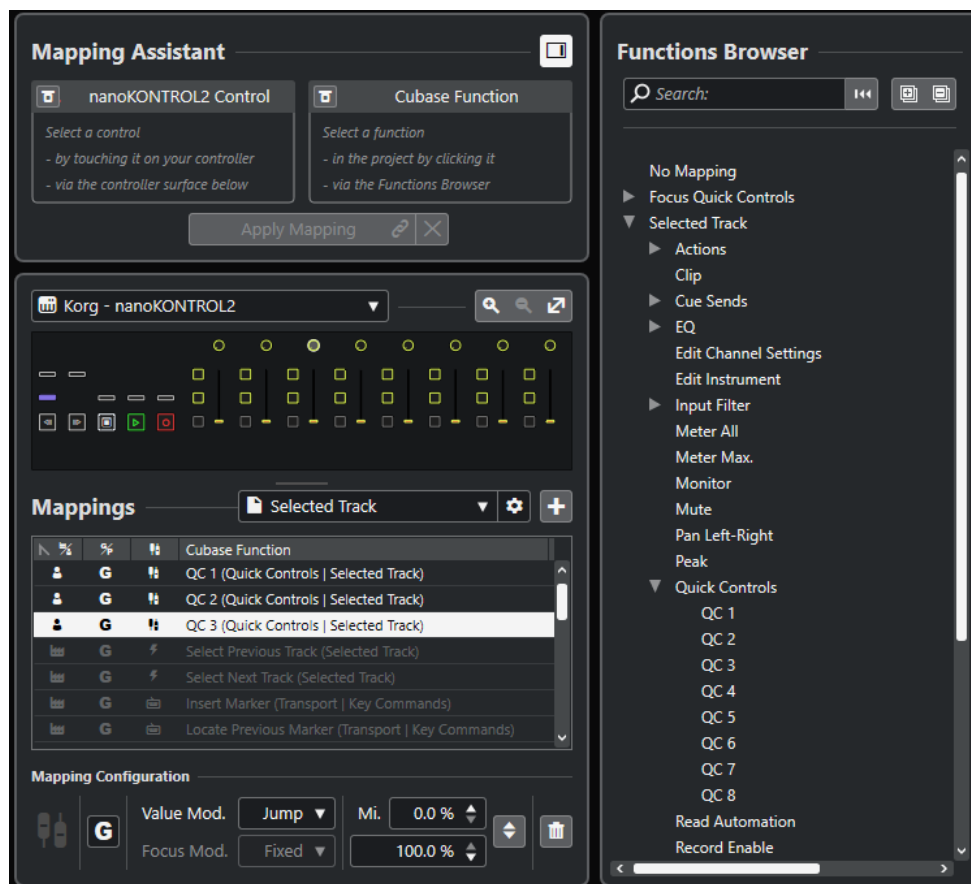 Mapping Assistant
nanoKONTROL2 Control
Cubase Function
Select a control
- by touching it on your controller
- via the controller surface below
Select a function
- in the project by clicking it
- via the Functions Browser
Apply Mapping
Korg - nanoKONTROL2
Mappings
Selected Track
Cubase Function
G QC 1 (Quick Controls | Selected Track)
G QC 2 (Quick Controls | Selected Track)
G QC 3 (Quick Controls | Selected Track)
G Select Previous Track (Selected Track)
G Select Next Track (Selected Track)
G Insert Marker (Transport | Key Commands)
G Locate Previous Marker (Transport | Key Commands)
Mapping Configuration
G
Value Mod. Jump Mi. 0.0 %
Focus Mod. Fixed 100.0 %
Functions Browser
Search:
No Mapping
Focus Quick Controls
Selected Track
Actions
Clip
Cue Sends
EQ
Edit Channel Settings
Edit Instrument
Input Filter
Meter All
Meter Max.
Monitor
Mute
Pan Left-Right
Peak
Quick Controls
QC 1
QC 2
QC 3
QC 4
QC 5
QC 6
QC 7
QC 8
Read Automation
Record Enable